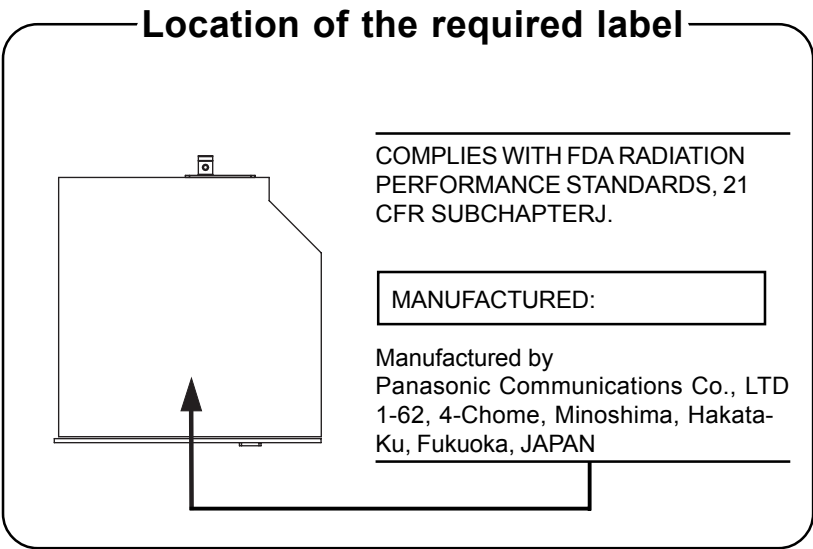 Location of the required label
COMPLIES WITH FDA RADIATION
PERFORMANCE STANDARDS, 21
CFR SUBCHAPTERJ.
MANUFACTURED:
Manufactured by
Panasonic Communications Co., LTD
1-62, 4-Chome, Minoshima, Hakata-
Ku, Fukuoka, JAPAN